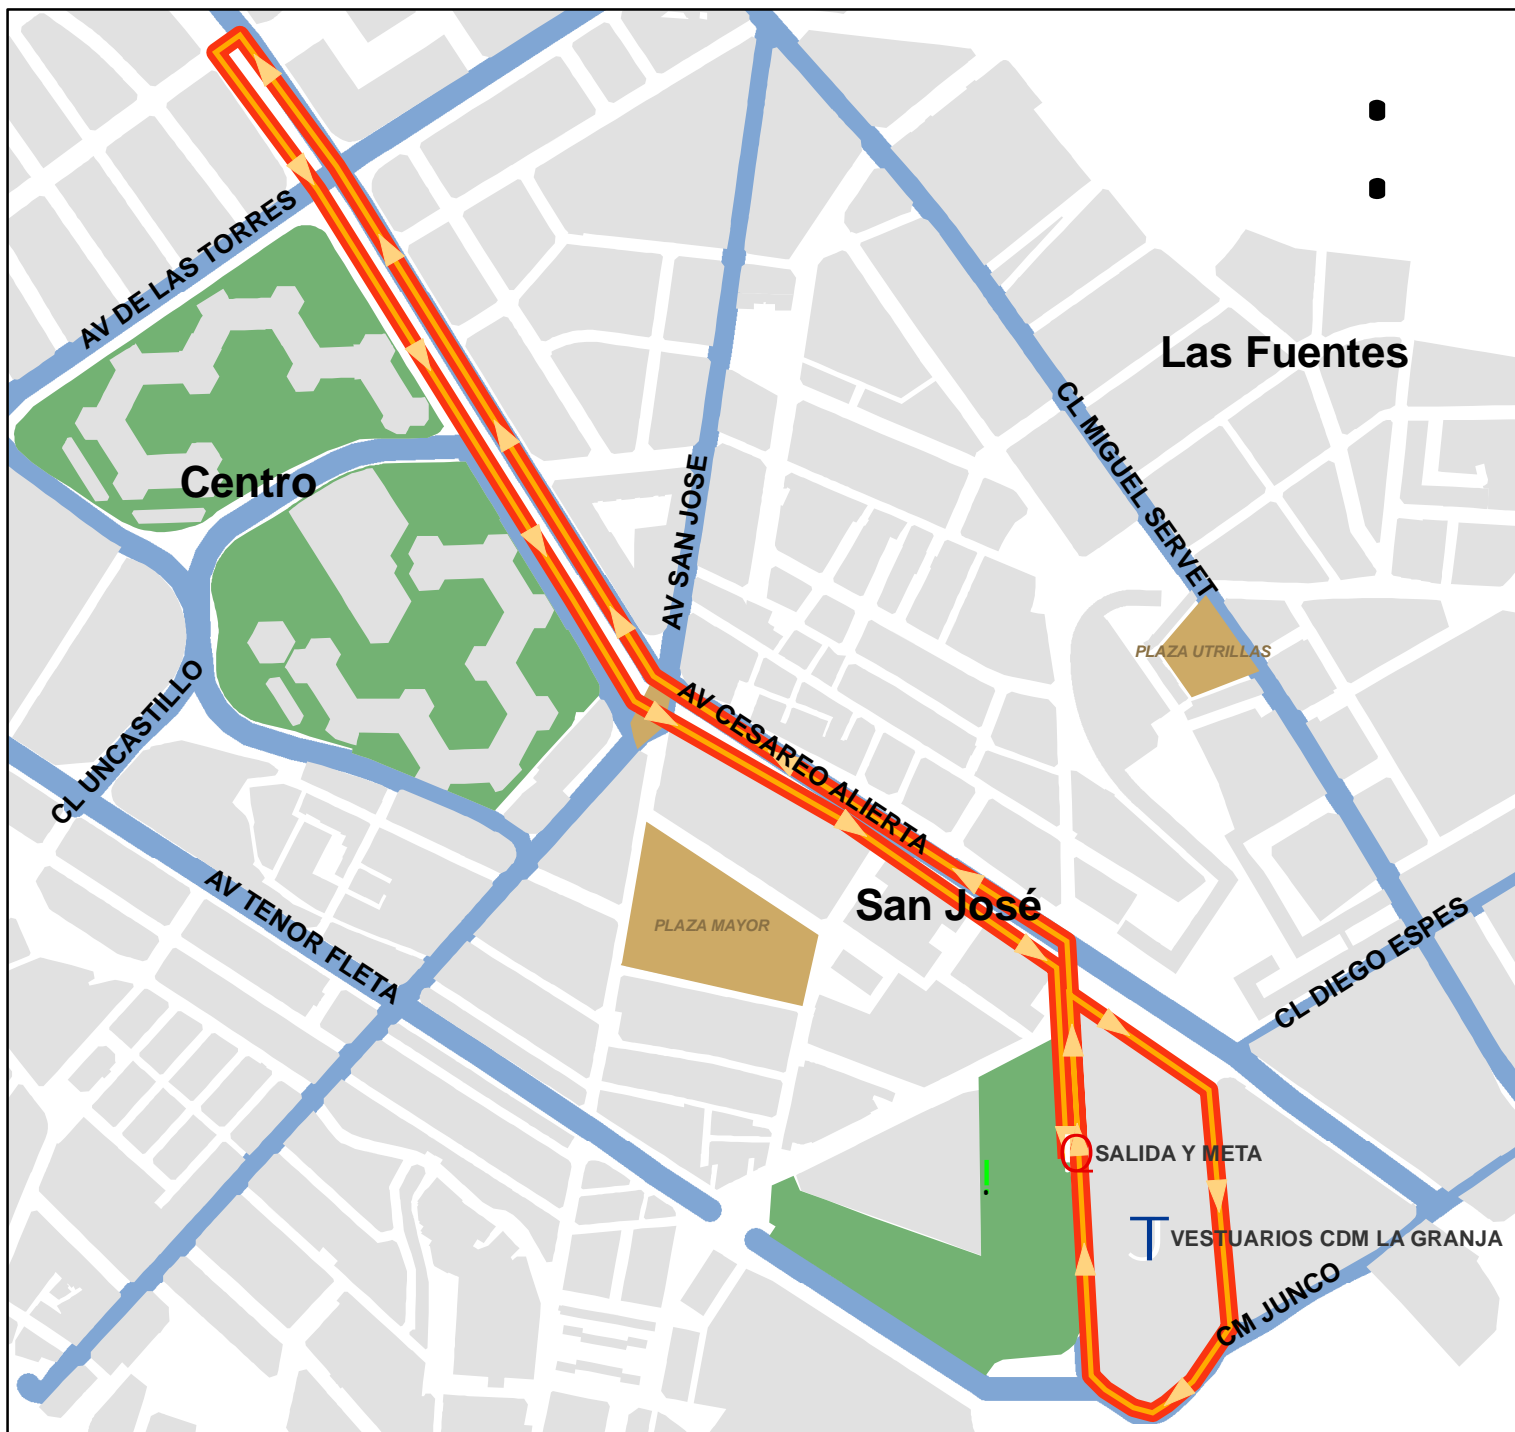 AV DE LAS TORRES
Las Fuentes
CL MIGUEL SERVET
Centro
AV SAN JOSE
PLAZA UTRILLAS
CL UNCASTILLO
AV CESAREO ALIERTA
AV TENOR FLETA
PLAZA MAYOR
San José
CL DIEGO ESPES
SALIDA Y META
VESTUARIOS CDM LA GRANJA
CM JUNCO